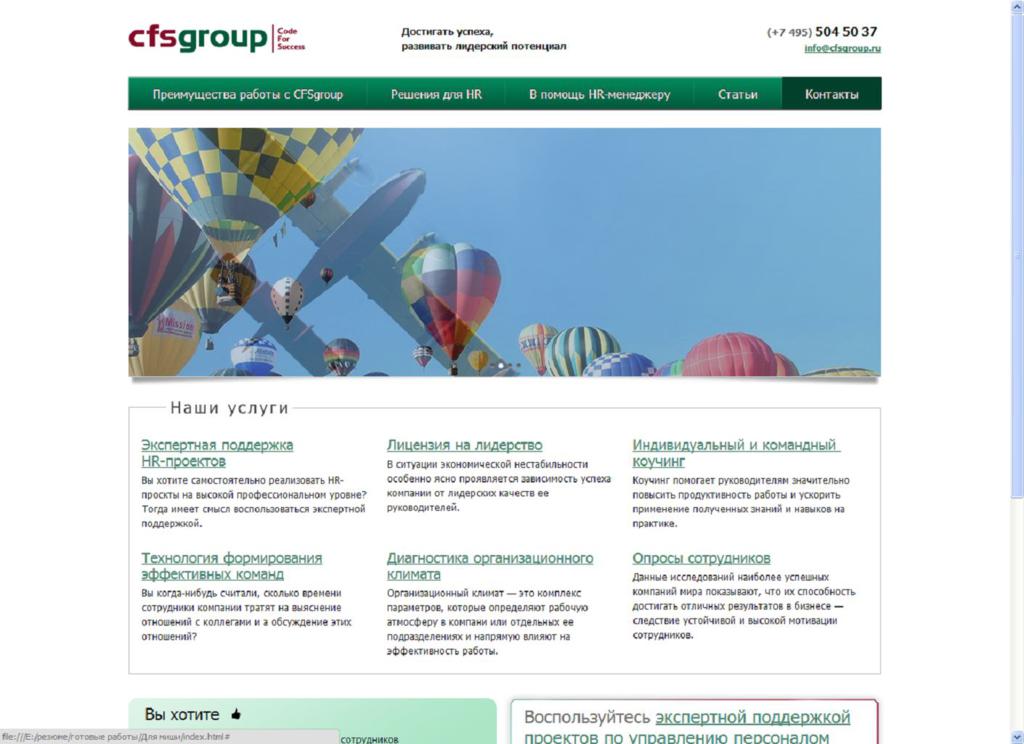 cfsgroup
Code
For
Success
Достигать успеха,
развивать лидерский потенциал
(+7 495) 504 50 37
info@cfsgroup.ru
Преимущества работы с CFSgroup
Решения для HR
В помощь HR-менеджеру
Статьи
Контакты
Mission
Наши услуги
Экспертная поддержка
HR-проектов
Вы хотите самостоятельно реализовать HR-
проекты на высокой профессиональном уровне?
Тогда имеет смысл воспользоваться экспертной
поддержкой.
Лицензия на лидерство
В ситуации экономической нестабильности
особенно ясно проявляется зависимость успеха
компании от лидерских качеств ее
руководителей.
Индивидуальный и командный
коучинг
Коучинг помогает руководителям значительно
повысить продуктивность работы и ускорить
применение полученных знаний и навыков на
практике.
Технология формирования
эффективных команд
Вы когда-нибудь считали, сколько времени
сотрудники компании тратят на выяснение
отношений с коллегами и а обсуждение этих
отношений?
Диагностика организационного
климата
Организационный климат — это комплекс
параметров, которые определяют рабочую
атмосферу в компани или отдельных ее
подразделениях и напрямую влияют на
эффективность работы.
Опросы сотрудников
Данные исследований наиболее успешных
компаний мира показывают, что их способность
достигать отличных результатов в бизнесе —
следствие устойчивой и высокой мотивации
сотрудников.
Вы хотите
сотрудников
Воспользуйтесь экспертной поддержкой
проектов по управлению персоналом
file:///E:/резюме/готовые работы/Для миши/index.html#